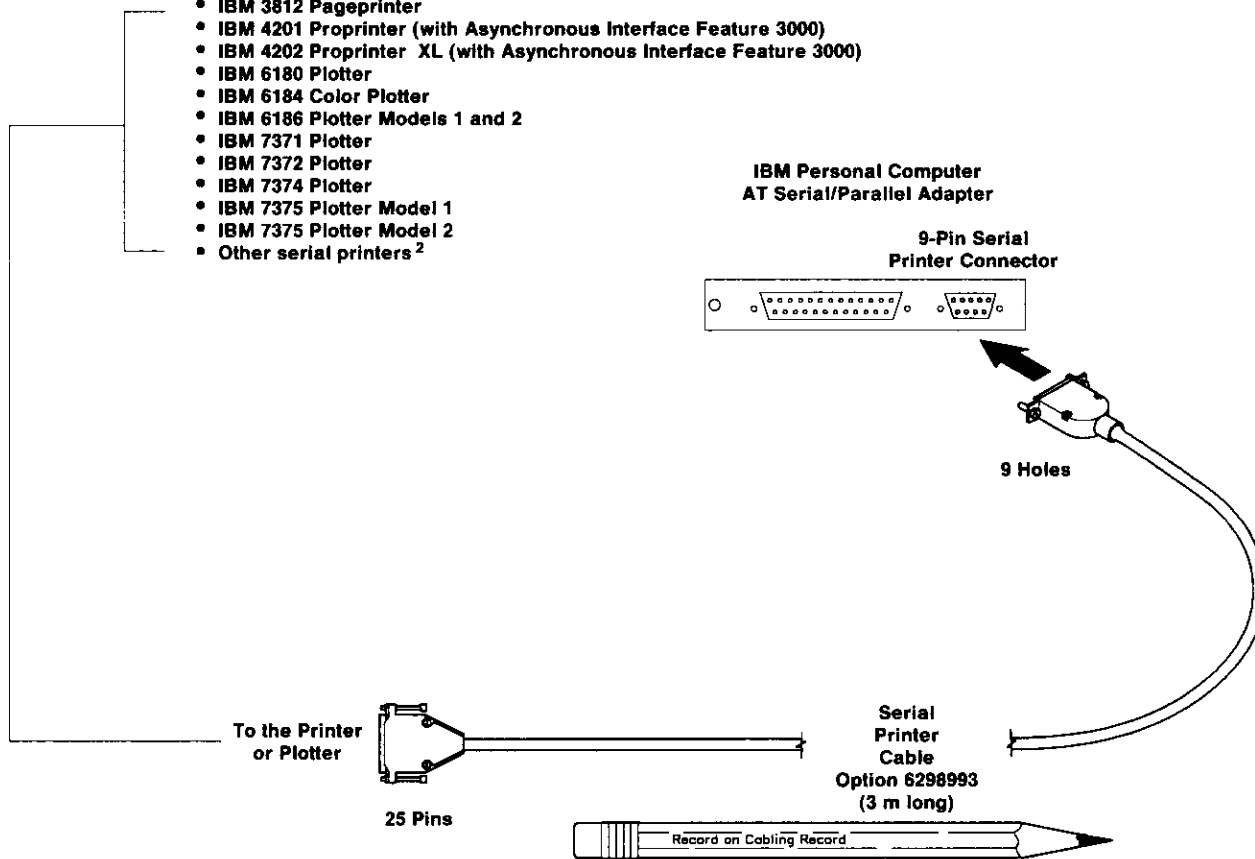 • IBM 3812 Pageprinter
• IBM 4201 Proprinter (with Asynchronous Interface Feature 3000)
• IBM 4202 Proprinter XL (with Asynchronous Interface Feature 3000)
• IBM 6180 Plotter
• IBM 6184 Color Plotter
• IBM 6186 Plotter Models 1 and 2
• IBM 7371 Plotter
• IBM 7372 Plotter
• IBM 7374 Plotter
• IBM 7375 Plotter Model 1
• IBM 7375 Plotter Model 2
• Other serial printers ²
IBM Personal Computer
AT Serial/Parallel Adapter
9-Pin Serial
Printer Connector
9 Holes
To the Printer
or Plotter
25 Pins
Serial
Printer
Cable
Option 6298993
(3 m long)
Record on Cabling Record